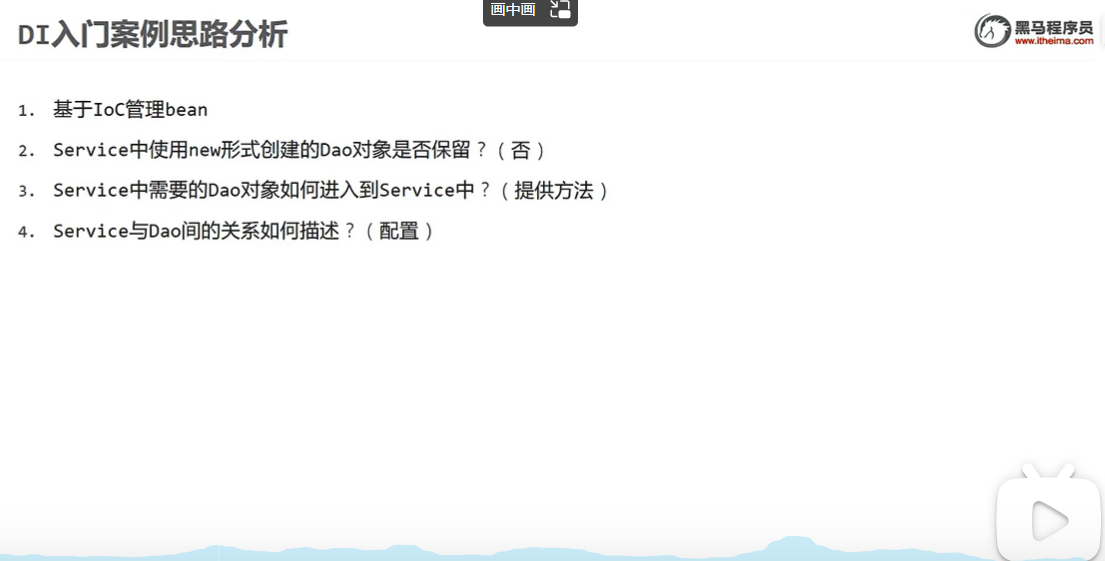 画中画
DI入门案例思路分析
黑马程序员
www.itheima.com
1. 基于IoC管理bean
2. Service中使用new形式创建的Dao对象是否保留？（否）
3. Service中需要的Dao对象如何进入到Service中？（提供方法）
4. Service与Dao间的关系如何描述？（配置）